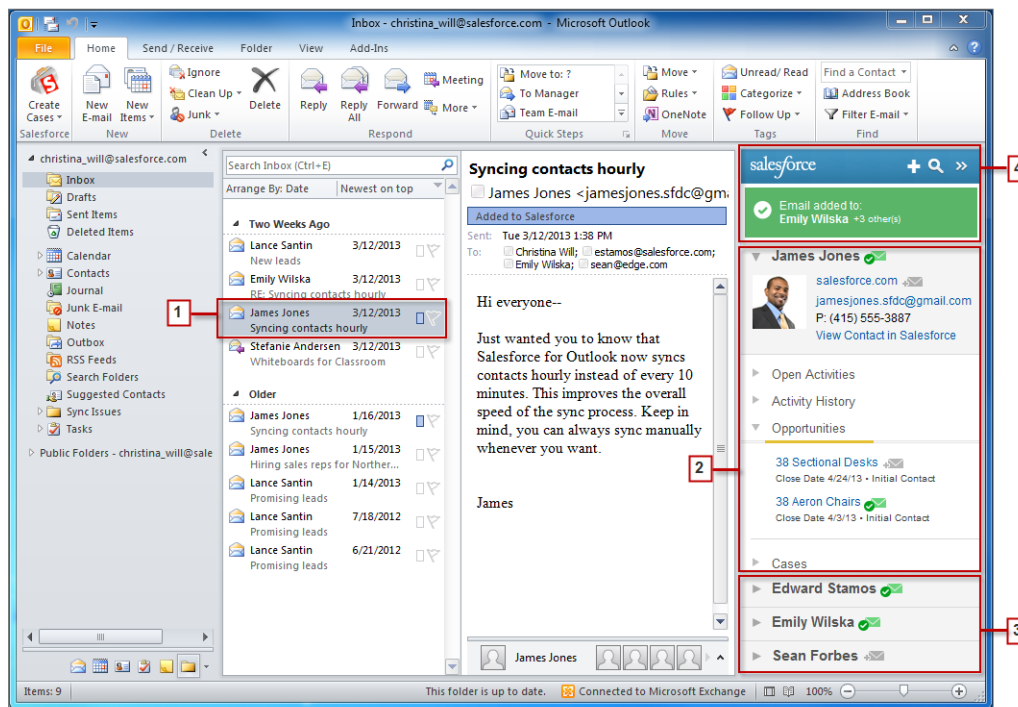 Inbox - christina_will@salesforce.com - Microsoft Outlook
File Home Send / Receive Folder View Add-Ins
Create Cases
Salesforce
New E-mail
New Items
New
Ignore
Clean Up
Junk
Delete
Delete
Reply
Reply All
Forward
Meeting
More
Respond
Move to: ?
To Manager
Team E-mail
Quick Steps
Move
Rules
OneNote
Move
Unread/ Read
Categorize
Follow Up
Tags
Find a Contact
Address Book
Filter E-mail
Find
christina_will@salesforce.com
Inbox
Drafts
Sent Items
Deleted Items
Calendar
Contacts
Journal
Junk E-mail
Notes
Outbox
RSS Feeds
Search Folders
Suggested Contacts
Sync Issues
Tasks
Public Folders - christina_will@sale
Search Inbox (Ctrl+E)
Arrange By: Date Newest on top
Two Weeks Ago
Lance Santin 3/12/2013
New leads
Emily Wilska 3/12/2013
RE: Syncing contacts hourly
1
James Jones 3/12/2013
Syncing contacts hourly
Stefanie Andersen 3/12/2013
Whiteboards for Classroom
Older
James Jones 1/16/2013
Syncing contacts hourly
James Jones 1/15/2013
Hiring sales reps for Norther...
Lance Santin 1/14/2013
Promising leads
Lance Santin 7/18/2012
Promising leads
Lance Santin 6/21/2012
Promising leads
Syncing contacts hourly
James Jones <jamesjones.sfdc@gm
Added to Salesforce
Sent: Tue 3/12/2013 1:38 PM
To: Christina Will; estamos@salesforce.com;
Emily Wilska; sean@edge.com
Hi everyone--
Just wanted you to know that
Salesforce for Outlook now syncs
contacts hourly instead of every 10
minutes. This improves the overall
speed of the sync process. Keep in
mind, you can always sync manually
whenever you want.
James
James Jones
salesforce
4
Email added to:
Emily Wilska +3 other(s)
James Jones
salesforce.com
jamesjones.sfdc@gmail.com
P: (415) 555-3887
View Contact in Salesforce
Open Activities
Activity History
Opportunities
2
38 Sectional Desks
Close Date 4/24/13 • Initial Contact
38 Aeron Chairs
Close Date 4/3/13 • Initial Contact
Cases
Edward Stamos
Emily Wilska
3
Sean Forbes
Items: 9 This folder is up to date. Connected to Microsoft Exchange 100%